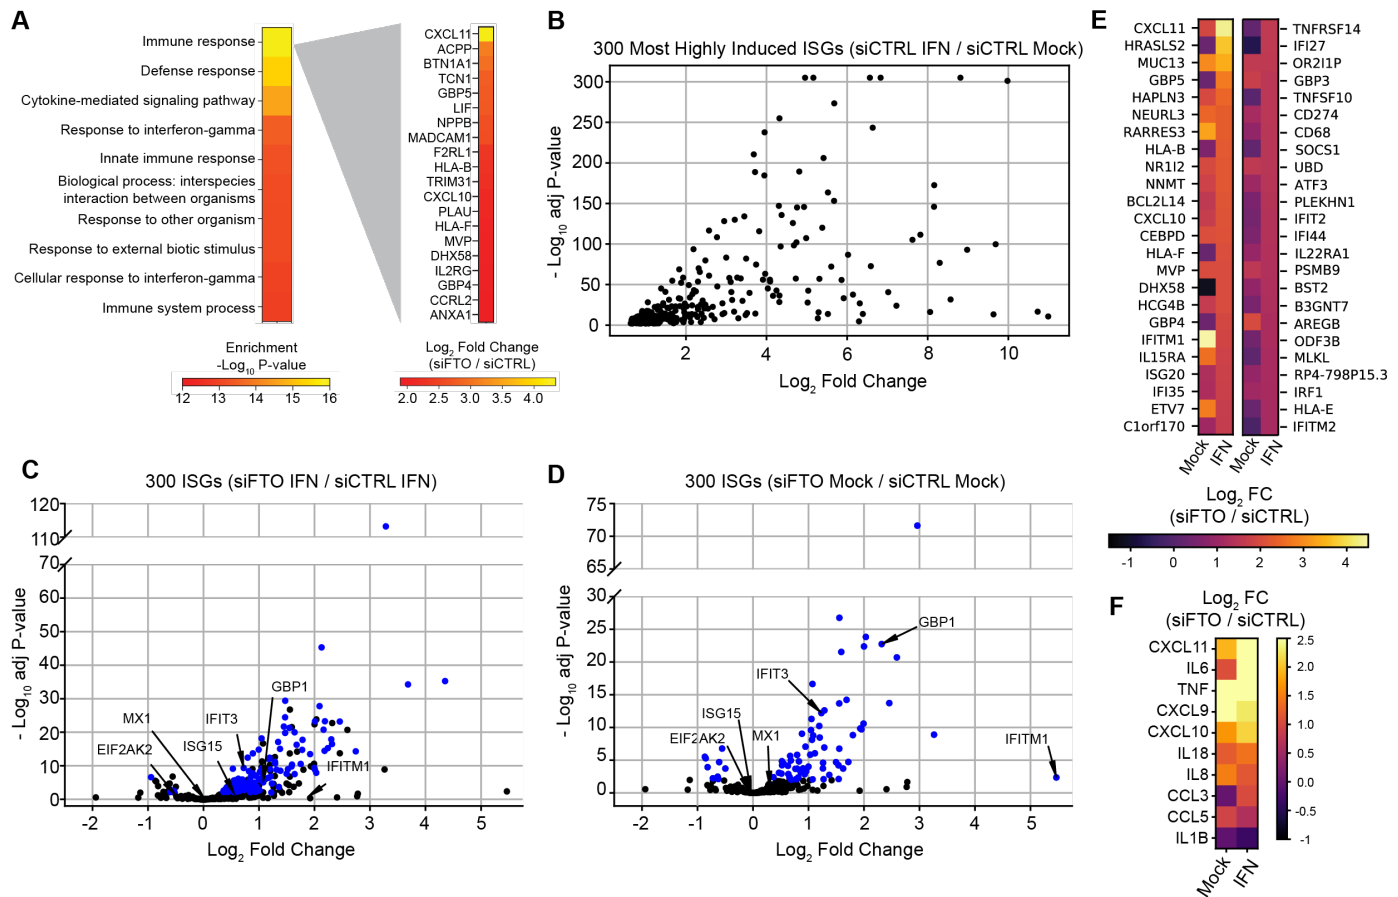 A
Immune response
Defense response
Cytokine-mediated signaling pathway
Response to interferon-gamma
Innate immune response
Biological process: interspecies
interaction between organisms
Response to other organism
Response to external biotic stimulus
Cellular response to interferon-gamma
Immune system process
Enrichment
-Log10 P-value
12 13 14 15 16
CXCL11
ACPP
BTN1A1
TCN1
GBP5
LIF
NPPB
MADCAM1
F2RL1
HLA-B
TRIM31
CXCL10
PLAU
HLA-F
MVP
DHX58
IL2RG
GBP4
CCRL2
ANXA1
Log2 Fold Change
(siFTO / siCTRL)
2.0 2.5 3.0 3.5 4.0
B
300 Most Highly Induced ISGs (siCTRL IFN / siCTRL Mock)
- Log10 adj P-value
300
250
200
150
100
50
0
2 4 6 8 10
Log2 Fold Change
C
300 ISGs (siFTO IFN / siCTRL IFN)
- Log10 adj P-value
120
110
70
60
50
40
30
20
10
0
GBP1
MX1
IFIT3
EIF2AK2
ISG15
IFITM1
-2 -1 0 1 2 3 4 5
Log2 Fold Change
D
300 ISGs (siFTO Mock / siCTRL Mock)
- Log10 adj P-value
75
70
65
30
25
20
15
10
5
0
GBP1
IFIT3
ISG15
EIF2AK2
MX1
IFITM1
-2 -1 0 1 2 3 4 5
Log2 Fold Change
E
CXCL11
HRASLS2
MUC13
GBP5
HAPLN3
NEURL3
RARRES3
HLA-B
NR1I2
NNMT
BCL2L14
CXCL10
CEBPD
HLA-F
MVP
DHX58
HCG4B
GBP4
IFITM1
IL15RA
ISG20
IFI35
ETV7
C1orf170
Mock IFN
TNFRSF14
IFI27
OR2I1P
GBP3
TNFSF10
CD274
CD68
SOCS1
UBD
ATF3
PLEKHN1
IFIT2
IFI44
IL22RA1
PSMB9
BST2
B3GNT7
AREGB
ODF3B
MLKL
RP4-798P15.3
IRF1
HLA-E
IFITM2
Mock IFN
Log2 FC
(siFTO / siCTRL)
-1 0 1 2 3 4
F
Log2 FC
(siFTO / siCTRL)
CXCL11
IL6
TNF
CXCL9
CXCL10
IL18
IL8
CCL3
CCL5
IL1B
Mock IFN
2.5
2.0
1.5
1.0
0.5
0.0
-0.5
-1